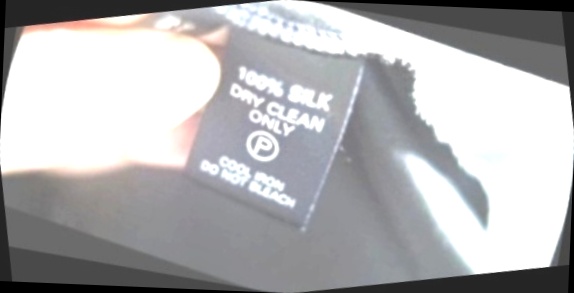 100% SILK
DRY CLEAN
ONLY
P
COOL IRON
DO NOT BLEACH